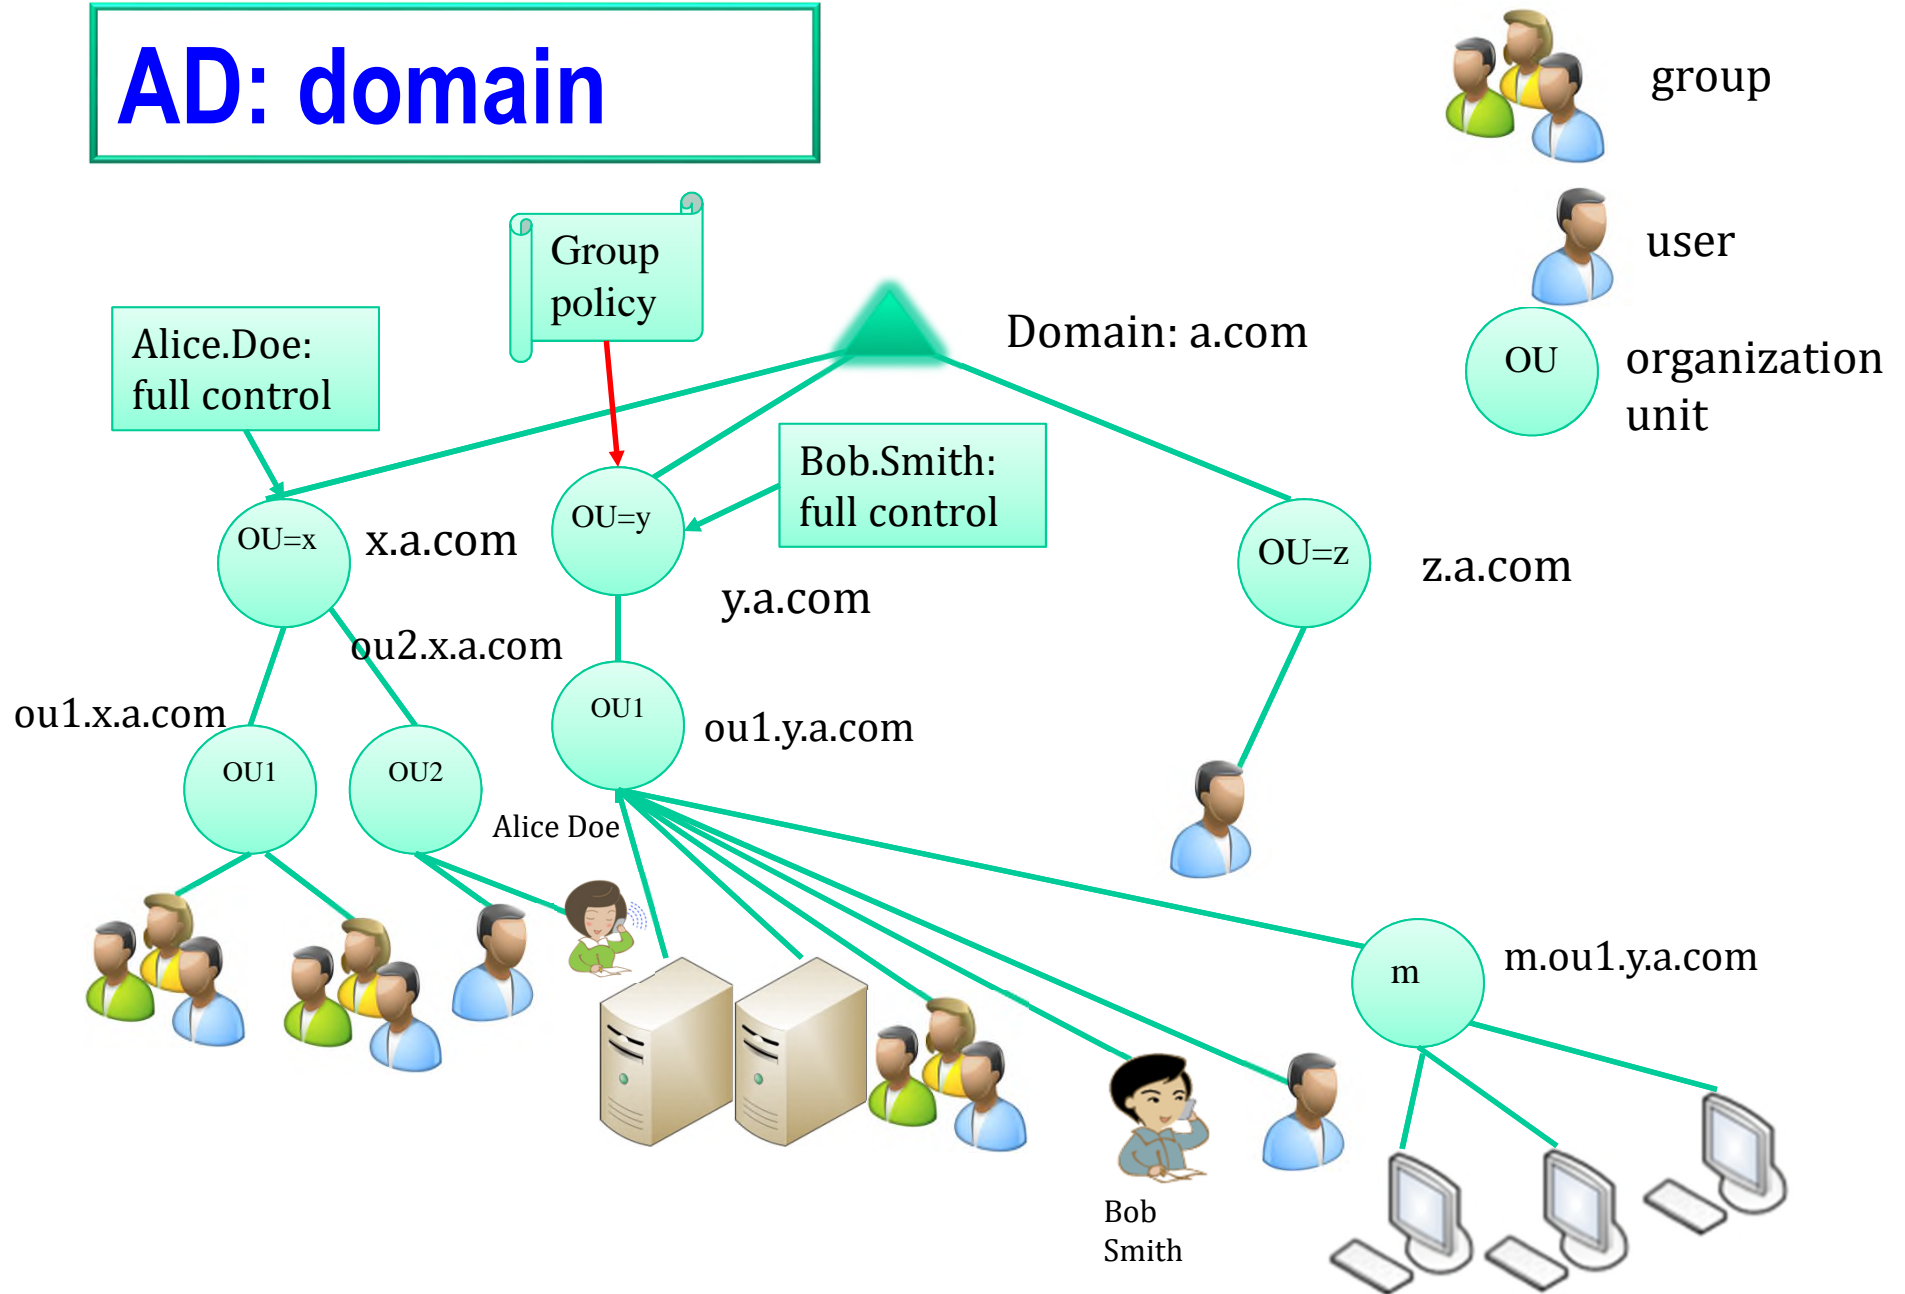 AD: domain
group
user
OU
organization
unit
Group
policy
Alice.Doe:
full control
Domain: a.com
Bob.Smith:
full control
OU=x
x.a.com
OU=y
y.a.com
OU=z
z.a.com
ou2.x.a.com
ou1.x.a.com
OU1
ou1.y.a.com
OU1
OU2
Alice Doe
m
m.ou1.y.a.com
Bob
Smith